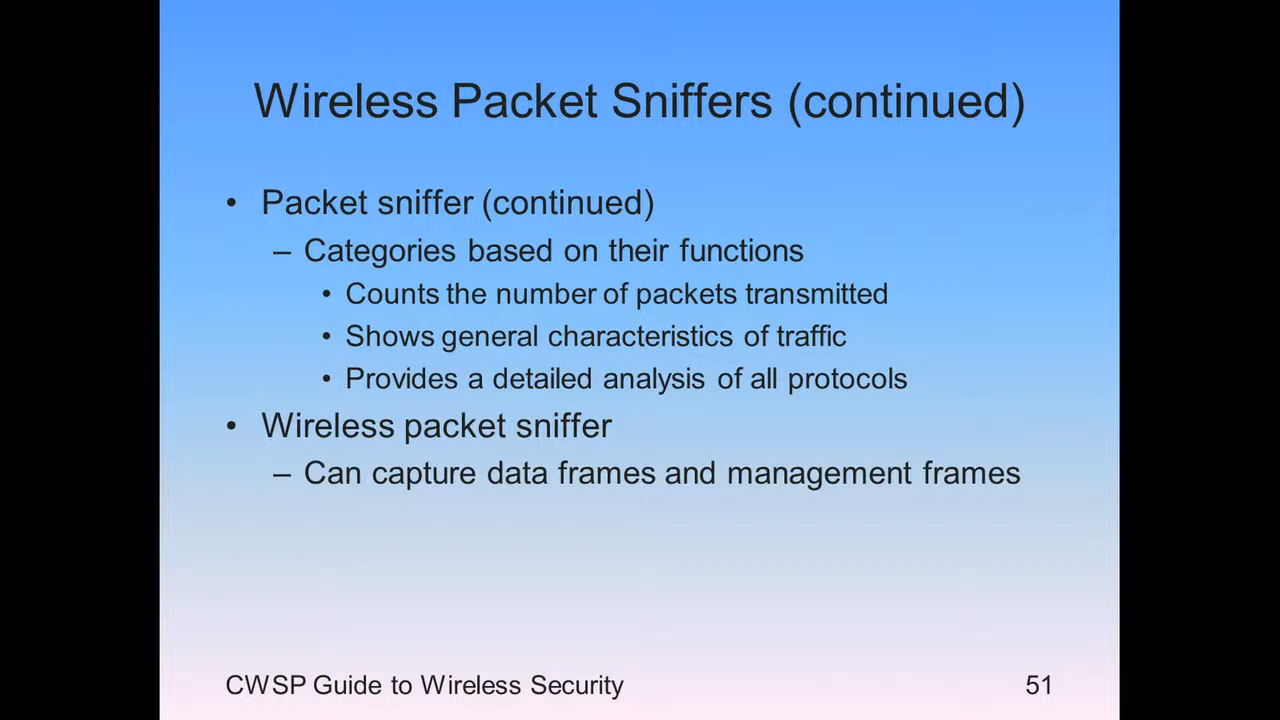 Wireless Packet Sniffers (continued)
• Packet sniffer (continued)
– Categories based on their functions
• Counts the number of packets transmitted
• Shows general characteristics of traffic
• Provides a detailed analysis of all protocols
• Wireless packet sniffer
– Can capture data frames and management frames
CWSP Guide to Wireless Security 51